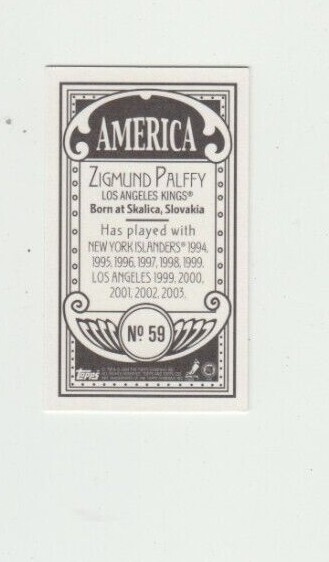 AMERICA
ZIGMUND PALFFY
LOS ANGELES KINGS®
Born at Skalica, Slovakia
Has played with
NEW YORK ISLANDERS® 1994,
1995, 1996, 1997, 1998, 1999.
LOS ANGELES 1999, 2000,
2001, 2002, 2003.
Nº 59
TOPPS